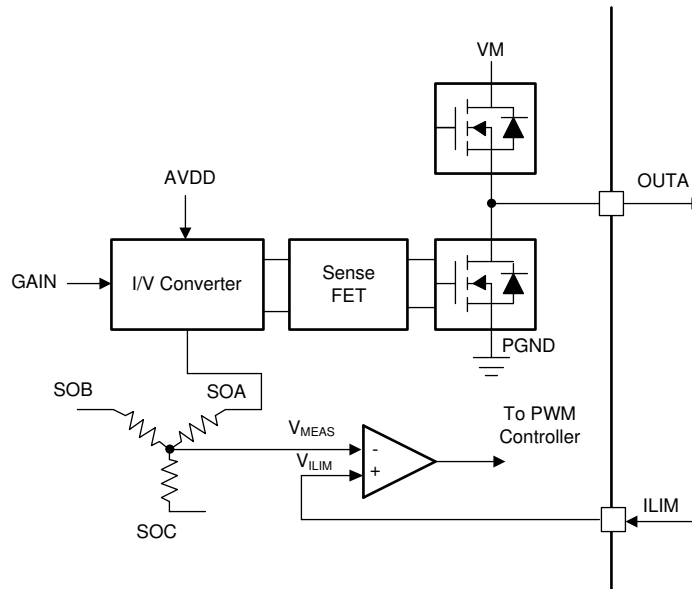 VM
OUTA
AVDD
GAIN
I/V Converter
Sense
FET
PGND
SOB
SOA
To PWM
Controller
VMEAS
-
VILIM
+
ILIM
SOC